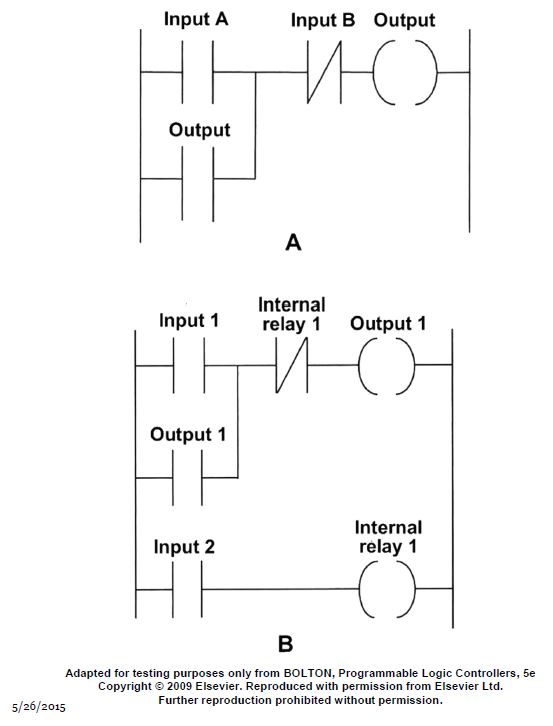 Input A Input B Output
Output
A
Internal
Input 1 relay 1 Output 1
Output 1
Internal
Input 2 relay 1
B
Adapted for testing purposes only from BOLTON, Programmable Logic Controllers, 5e
Copyright © 2009 Elsevier. Reproduced with permission from Elsevier Ltd.
Further reproduction prohibited without permission.
5/26/2015